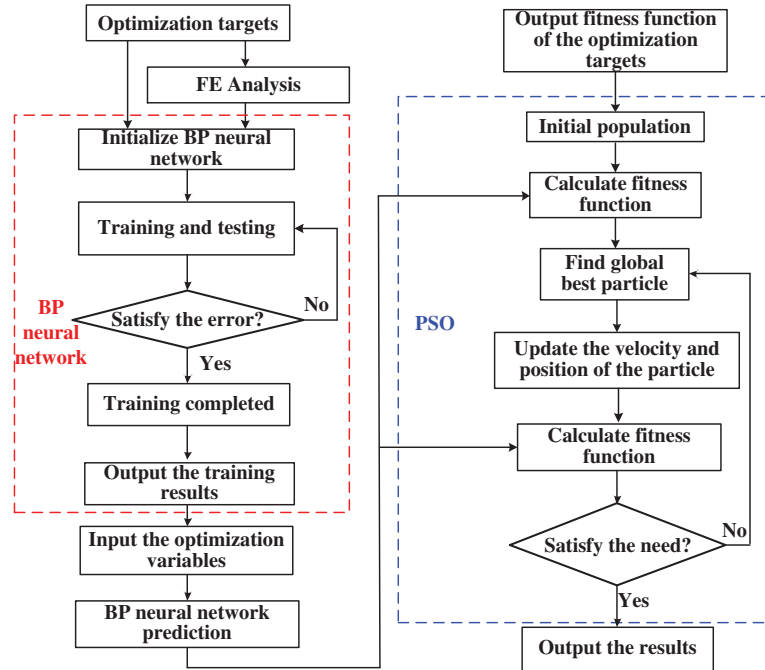 Optimization targets
FE Analysis
Initialize BP neural
network
Training and testing
No
BP
neural
network
Satisfy the error?
Yes
Training completed
Output the training
results
Input the optimization
variables
BP neural network
prediction
Output fitness function
of the optimization
targets
Initial population
Calculate fitness
function
Find global
best particle
PSO
Update the velocity and
position of the particle
Calculate fitness
function
No
Satisfy the need?
Yes
Output the results